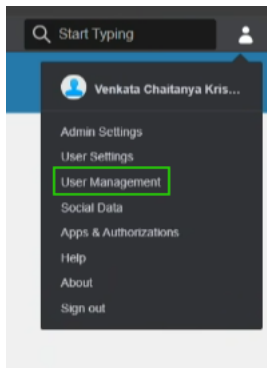 Start Typing
Venkata Chaitanya Kris...
Admin Settings
User Settings
User Management
Social Data
Apps & Authorizations
Help
About
Sign out